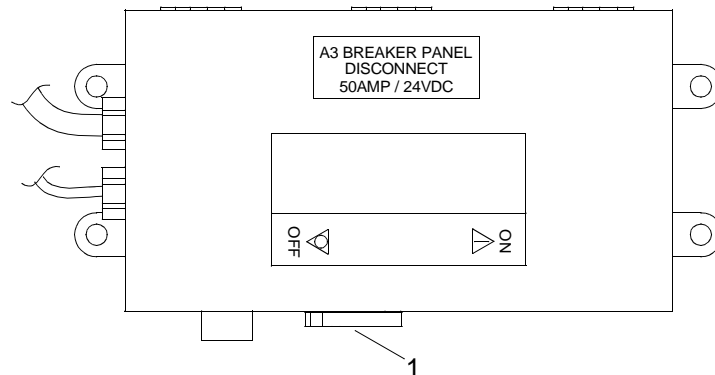 A3 BREAKER PANEL
DISCONNECT
50AMP / 24VDC
OFF
ON
1